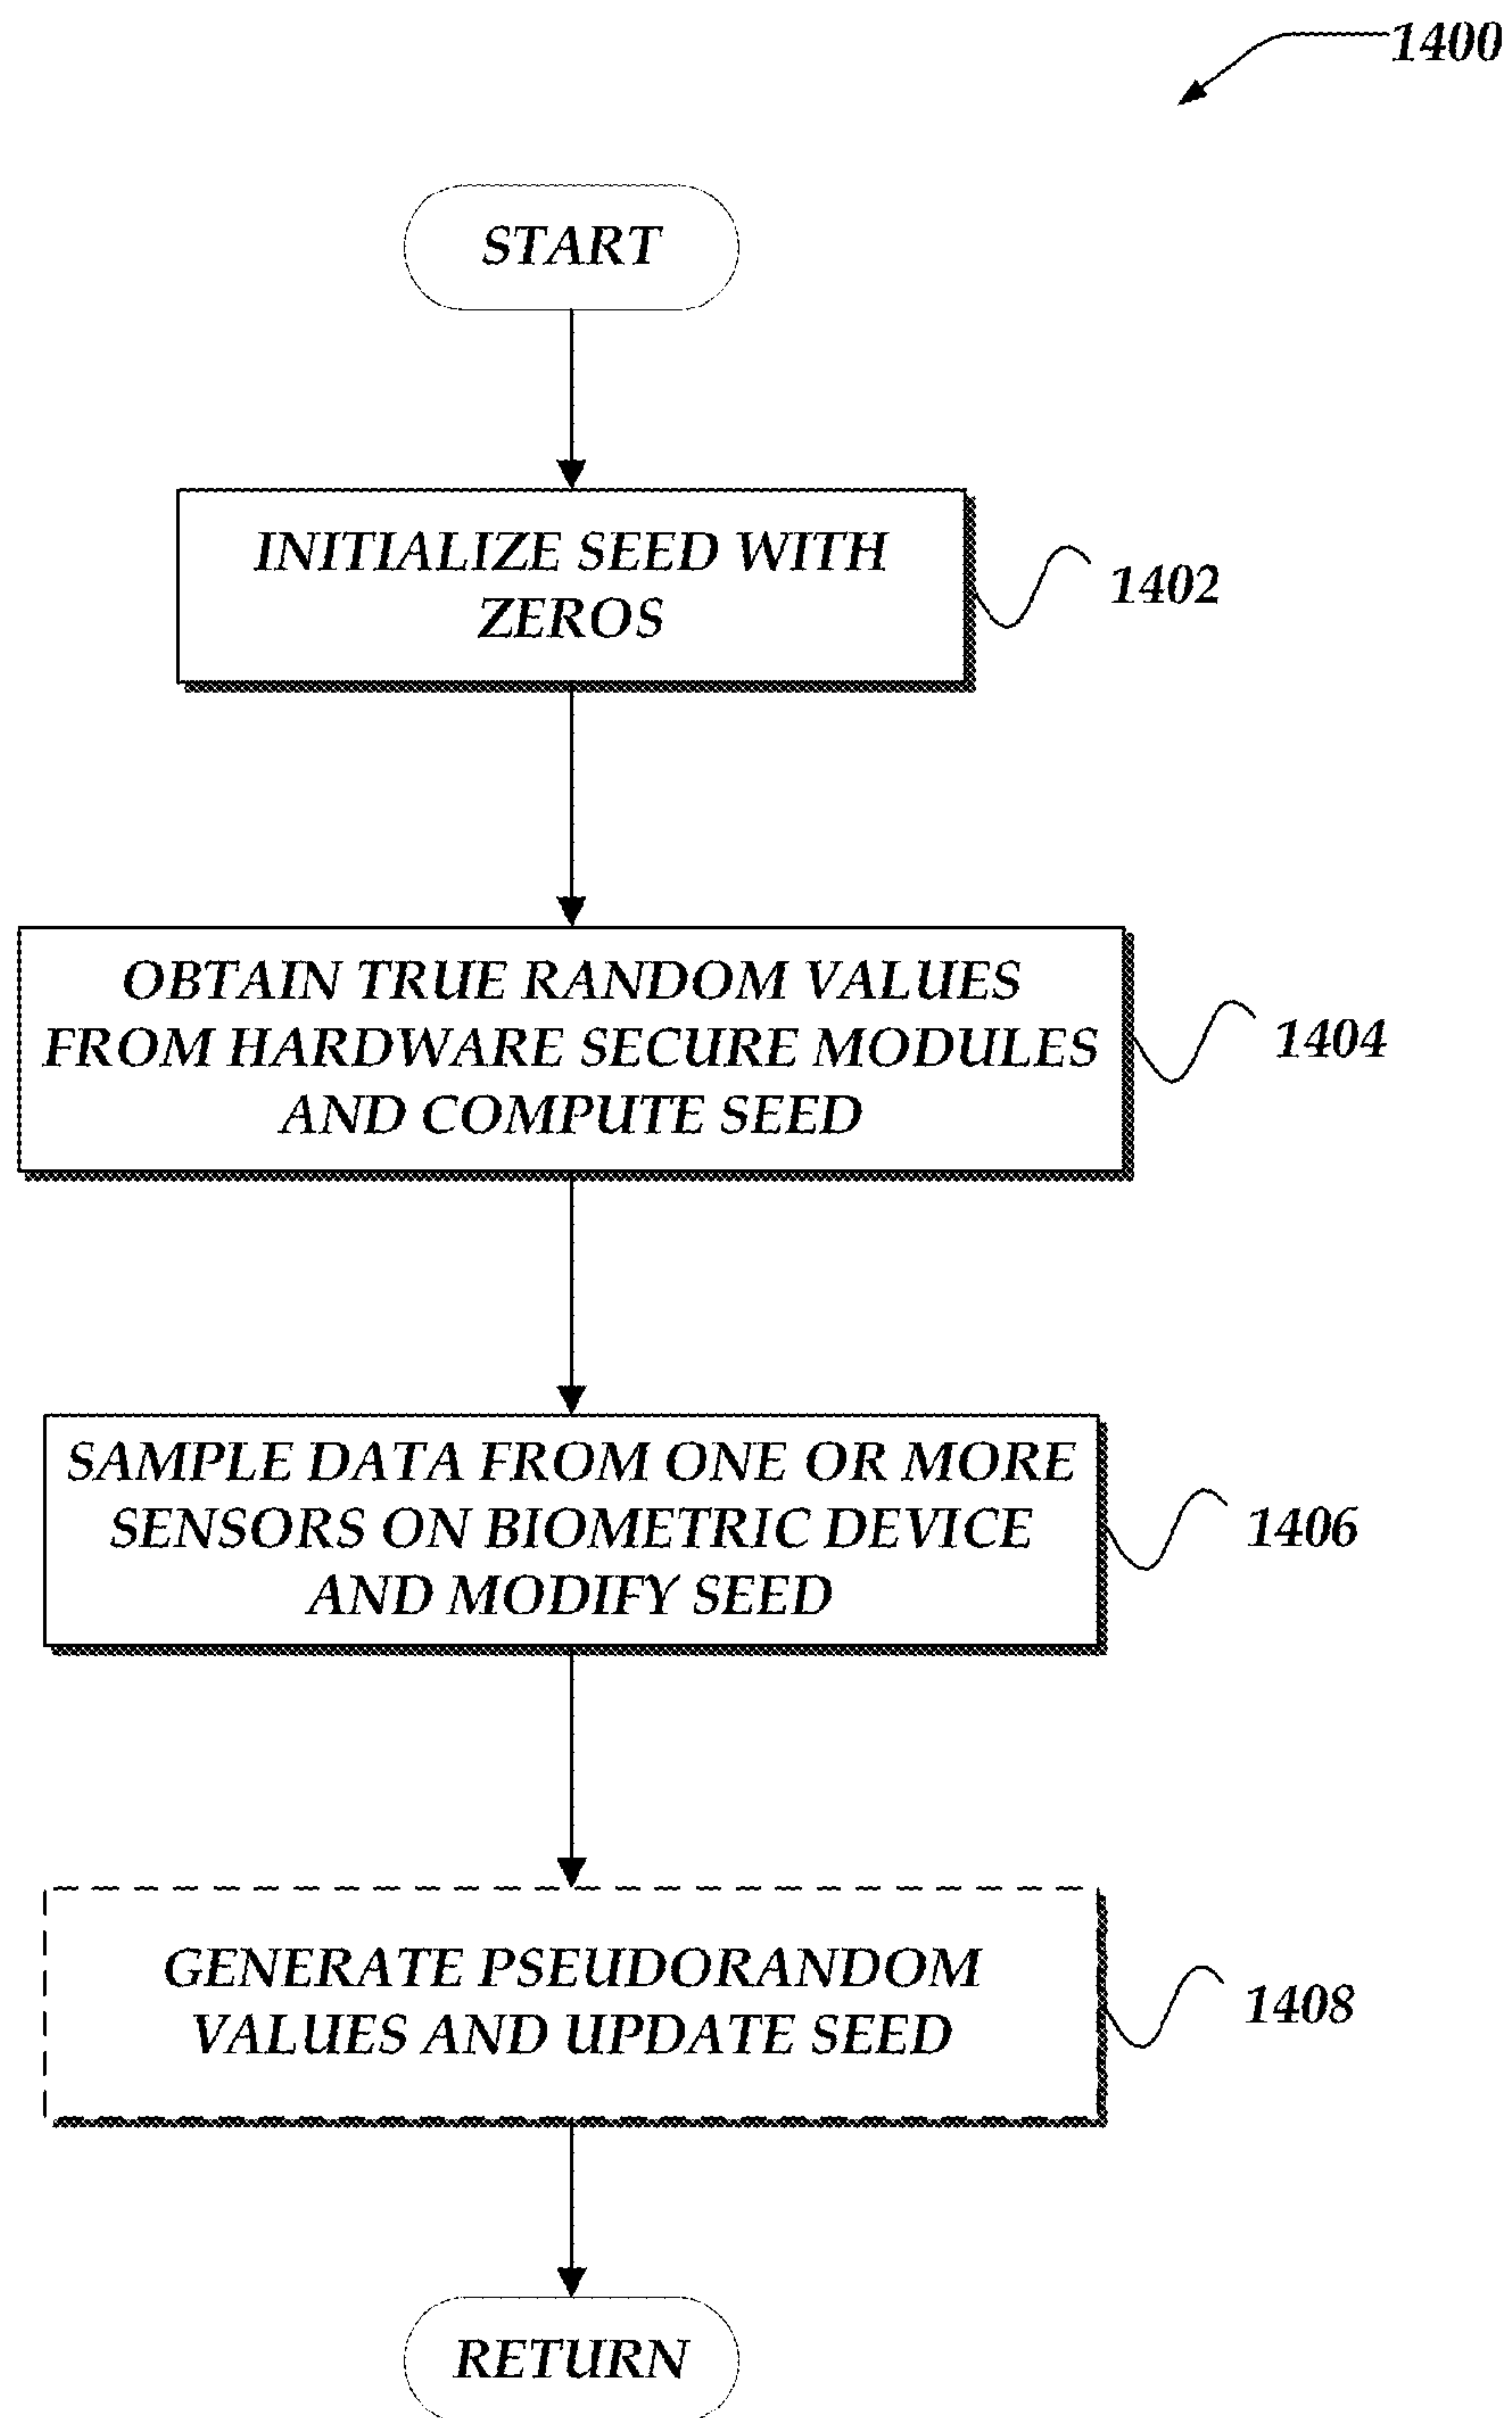 1400
START
INITIALIZE SEED WITH
ZEROS
1402
OBTAIN TRUE RANDOM VALUES
FROM HARDWARE SECURE MODULES
AND COMPUTE SEED
1404
SAMPLE DATA FROM ONE OR MORE
SENSORS ON BIOMETRIC DEVICE
AND MODIFY SEED
1406
GENERATE PSEUDORANDOM
VALUES AND UPDATE SEED
1408
RETURN